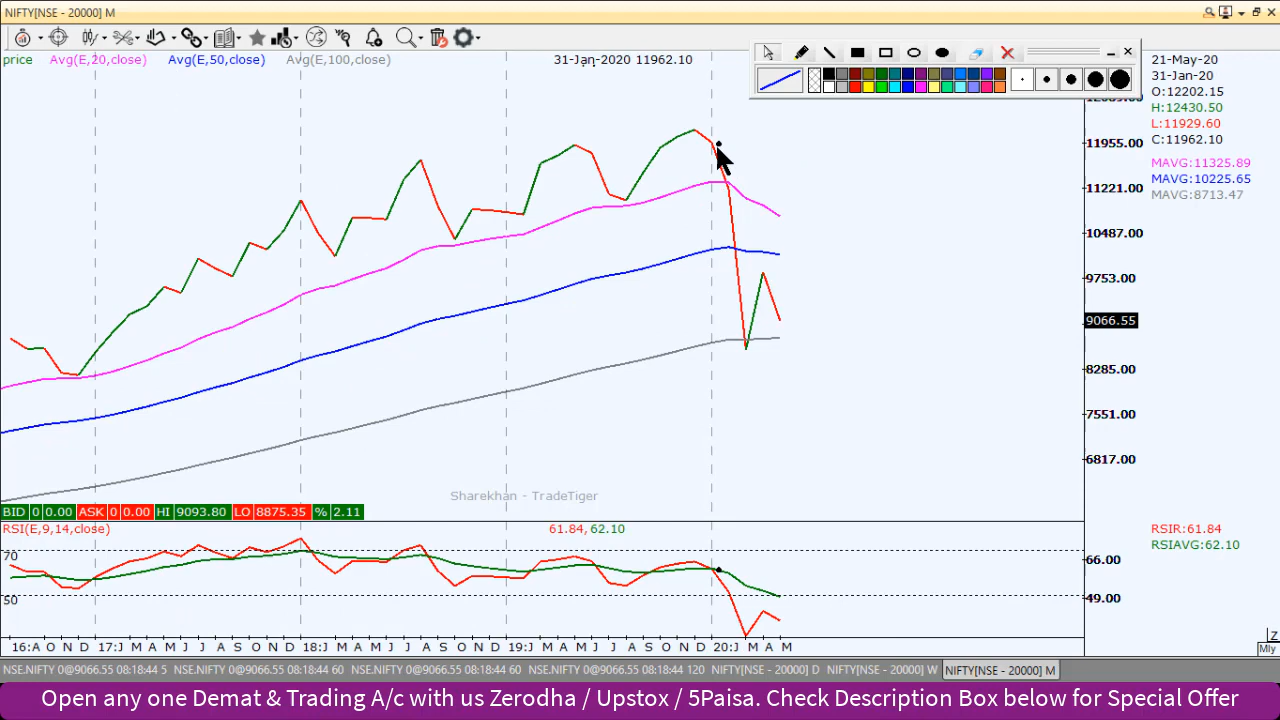 NIFTY[NSE - 20000] M
price Avg(E,20,close) Avg(E,50,close) Avg(E,100,close) 31-Jan-2020 11962.10
21-May-20
31-Jan-20
O:12202.15
H:12430.50
L:11929.60
C:11962.10
MAVG:11325.89
MAVG:10225.65
MAVG:8713.47
11955.00
11221.00
10487.00
9753.00
9066.55
8285.00
7551.00
6817.00
Sharekhan - TradeTiger
BID 0 0.00 ASK 0 0.00 HI 9093.80 LO 8875.35 % 2.11
RSI(E,9,14,close) 61.84, 62.10
RSIR:61.84
RSIAVG:62.10
70
66.00
50
49.00
16:A O N D 17:J M A M J J A S O N D 18:J M A M J J A S O N D 19:J M A M J J A S O N D 20:J M A M
Z
Mly
NSE.NIFTY 0@9066.55 08:18:44 5 NSE.NIFTY 0@9066.55 08:18:44 60 NSE.NIFTY 0@9066.55 08:18:44 60 NSE.NIFTY 0@9066.55 08:18:44 120 NIFTY[NSE - 20000] D NIFTY[NSE - 20000] W NIFTY[NSE - 20000] M
Open any one Demat & Trading A/c with us Zerodha / Upstox / 5Paisa. Check Description Box below for Special Offer